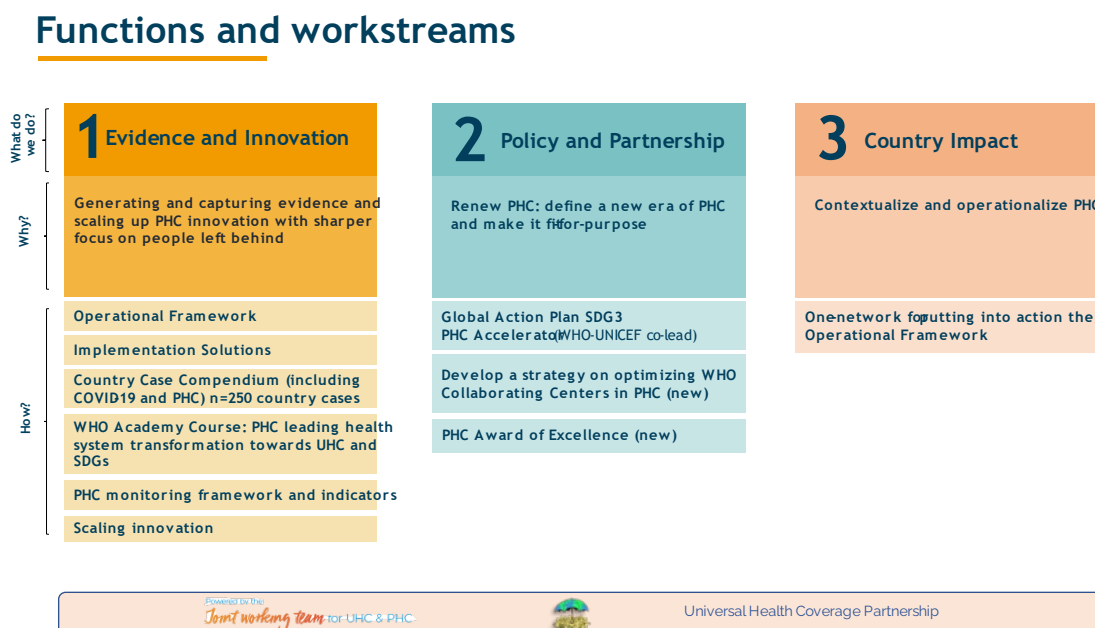 Functions and workstreams
What do
we do?
1 Evidence and Innovation
2 Policy and Partnership
3 Country Impact
Why?
Generating and capturing evidence and
scaling up PHC innovation with sharper
focus on people left behind
Renew PHC: define a new era of PHC
and make it fit-for-purpose
Contextualize and operationalize PHC
How?
Operational Framework
Implementation Solutions
Country Case Compendium (including
COVID-19 and PHC) n=250 country cases
WHO Academy Course: PHC leading health
system transformation towards UHC and
SDGs
PHC monitoring framework and indicators
Scaling innovation
Global Action Plan SDG3
PHC Accelerator (WHO-UNICEF co-lead)
Develop a strategy on optimizing WHO
Collaborating Centers in PHC (new)
PHC Award of Excellence (new)
One-network for putting into action the
Operational Framework
Powered by the
Joint working team for UHC & PHC
Universal Health Coverage Partnership